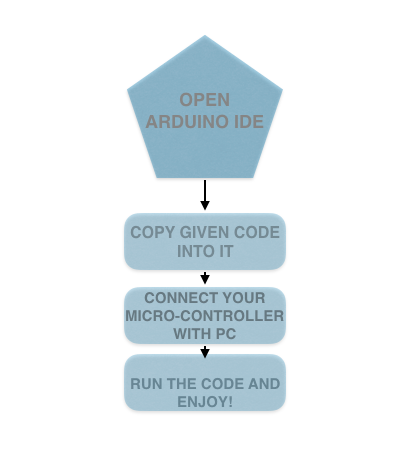 OPEN
ARDUINO IDE
COPY GIVEN CODE
INTO IT
CONNECT YOUR
MICRO-CONTROLLER
WITH PC
RUN THE CODE AND
ENJOY!